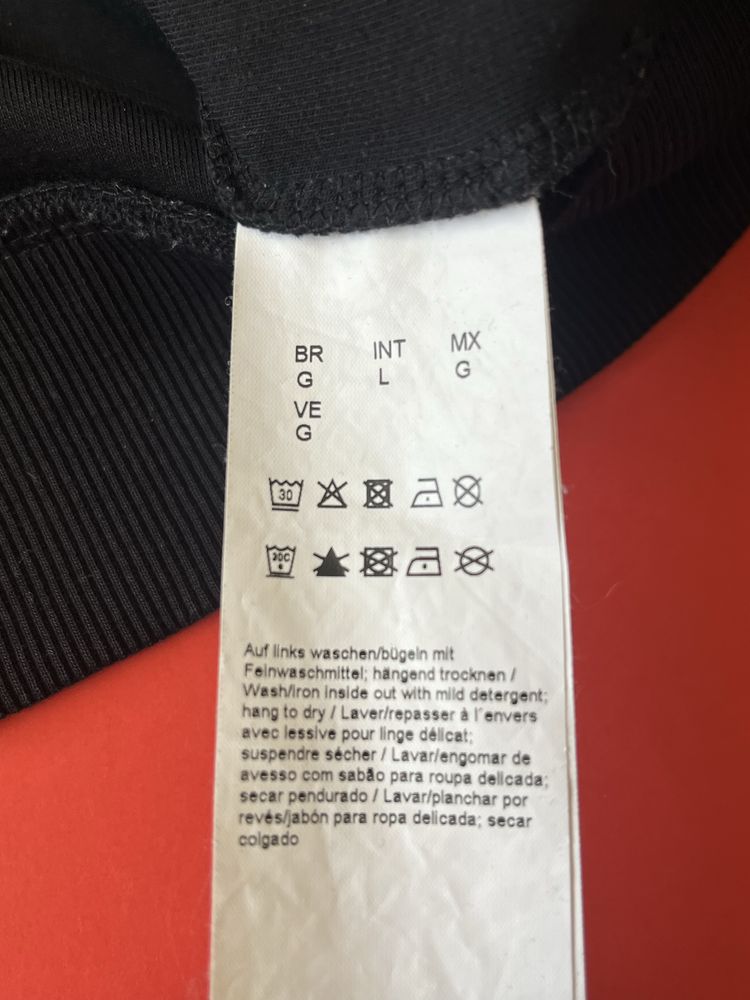 BR INT MX
G L G
VE
G
30
30C
Auf links waschen/bügeln mit
Feinwaschmittel; hängend trocknen /
Wash/iron inside out with mild detergent;
hang to dry / Laver/repasser à l´envers
avec lessive pour linge délicat;
suspendre sécher / Lavar/engomar de
avesso com sabão para roupa delicada;
secar pendurado / Lavar/planchar por
revés/jabón para ropa delicada; secar
colgado